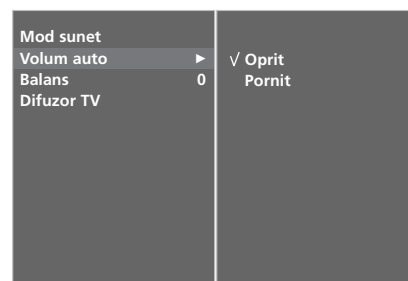 Mod sunet
Volum auto ►
Balans 0
Difuzor TV
√ Oprit
Pornit